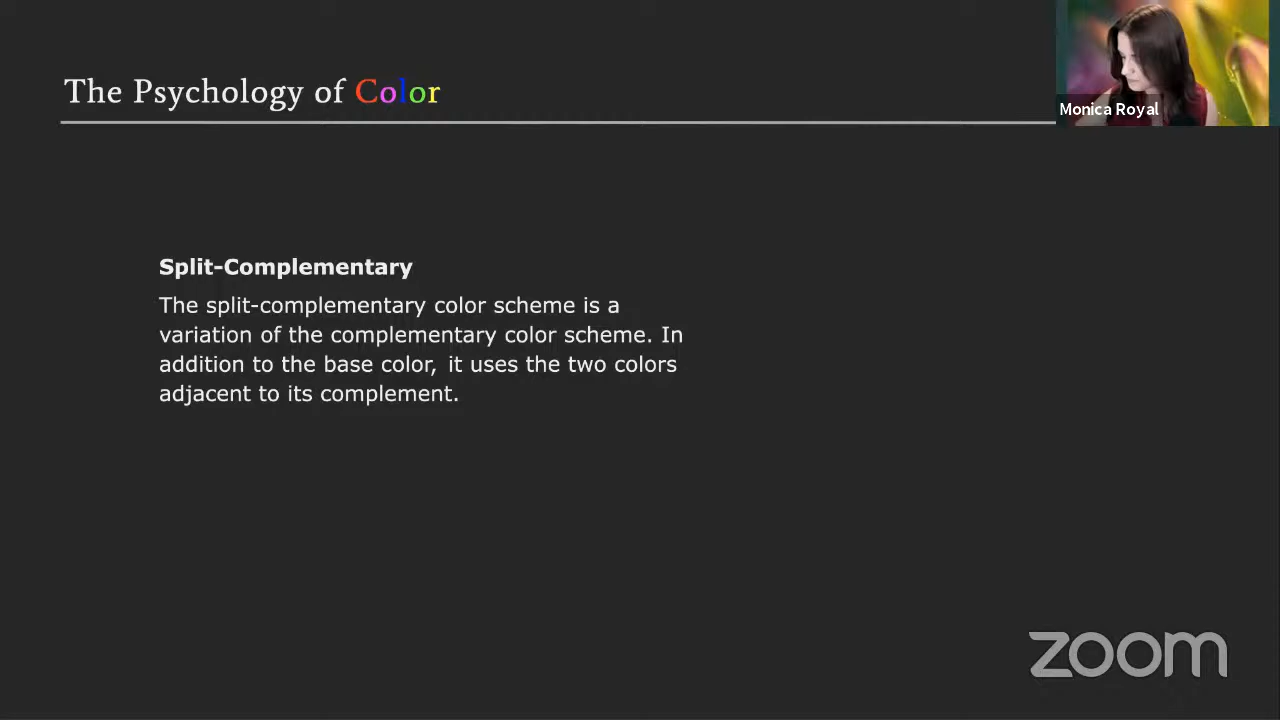 The Psychology of Color
Monica Royal
Split-Complementary
The split-complementary color scheme is a
variation of the complementary color scheme. In
addition to the base color, it uses the two colors
adjacent to its complement.
zoom